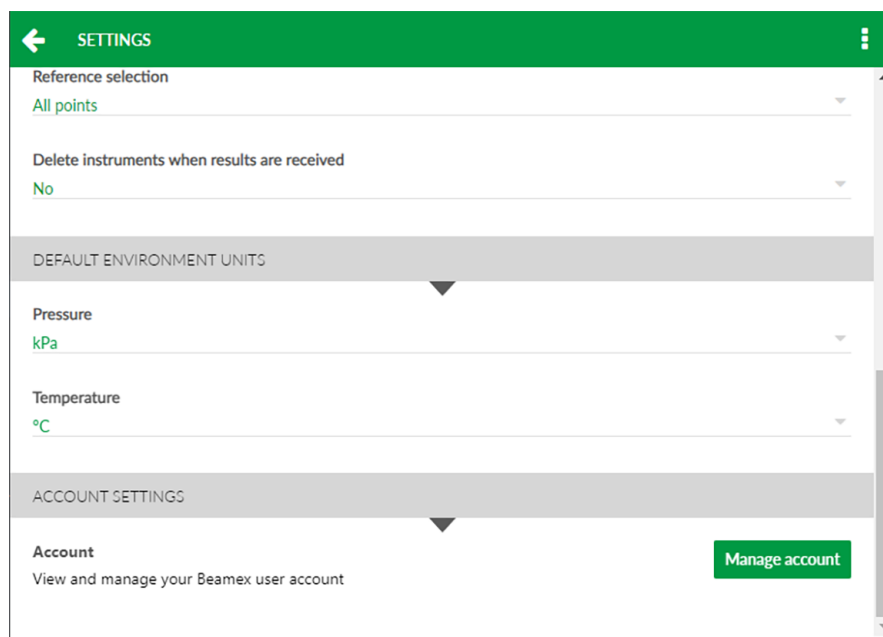 SETTINGS
Reference selection
All points
Delete instruments when results are received
No
DEFAULT ENVIRONMENT UNITS
Pressure
kPa
Temperature
°C
ACCOUNT SETTINGS
Account
Manage account
View and manage your Beamex user account